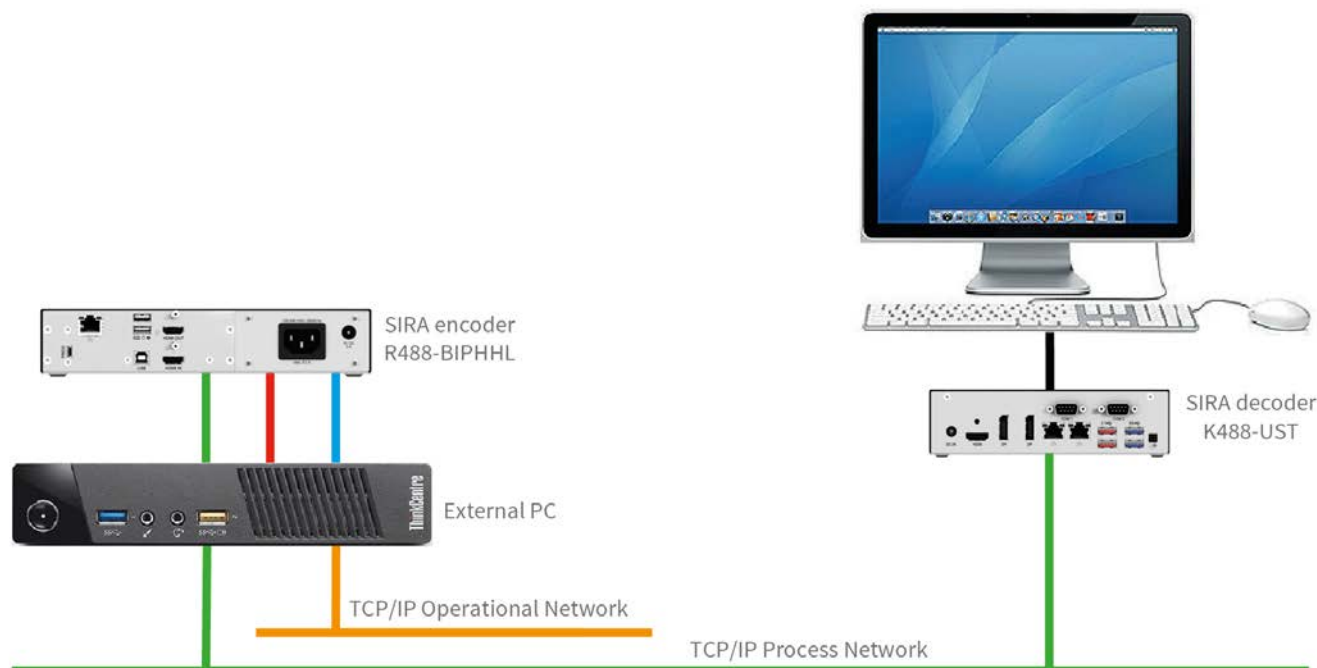 SIRA encoder
R488-BIPHHL
SIRA decoder
K488-UST
External PC
ThinkCentre
TCP/IP Operational Network
TCP/IP Process Network